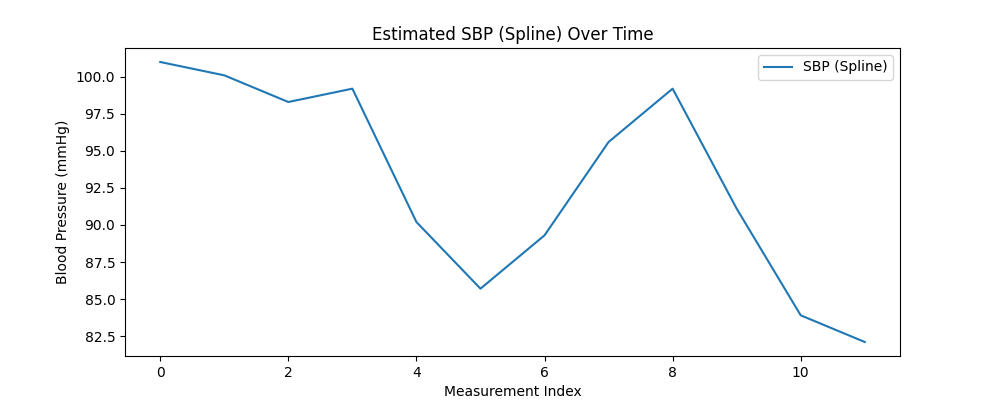 Estimated SBP (Spline) Over Time
SBP (Spline)
Blood Pressure (mmHg)
100.0
97.5
95.0
92.5
90.0
87.5
85.0
82.5
0 2 4 6 8 10
Measurement Index